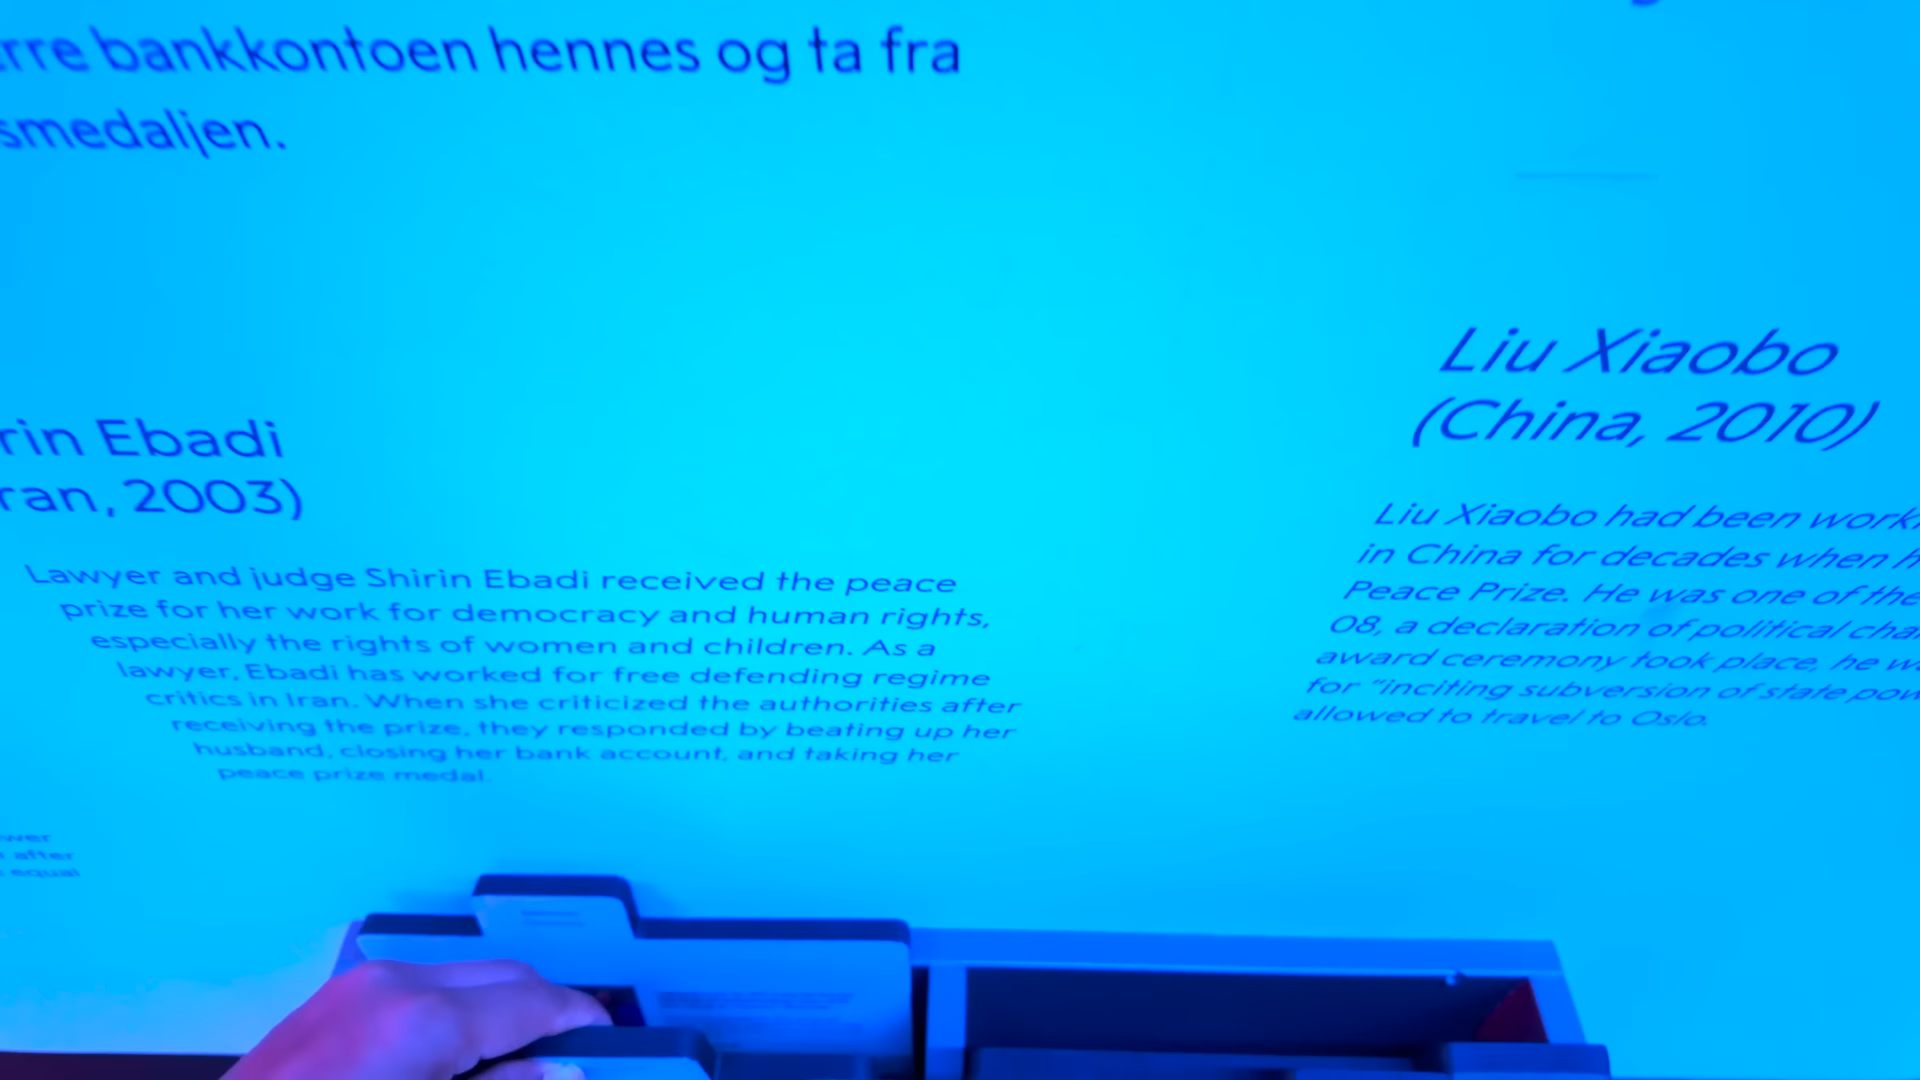 bankkontoen hennes og ta fra
smedaljen.
rin Ebadi
ran, 2003)
Lawyer and judge Shirin Ebadi received the peace
prize for her work for democracy and human rights,
especially the rights of women and children. As a
lawyer, Ebadi has worked for free defending regime
critics in Iran. When she criticized the authorities after
receiving the prize, they responded by beating up her
husband, closing her bank account, and taking her
peace prize medal.
wer
after
equal
Liu Xiaobo
(China, 2010)
Liu Xiaobo had been work
in China for decades when h
Peace Prize. He was one of the
08, a declaration of political cha
award ceremony took place, he w
for "inciting subversion of state pow
allowed to travel to Oslo.